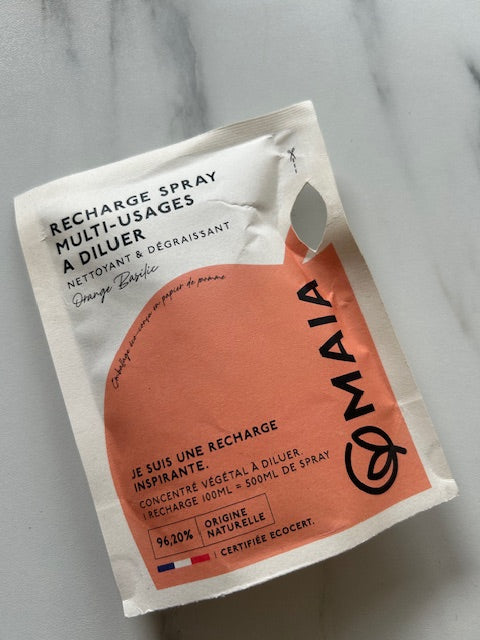 RECHARGE SPRAY
MULTI-USAGES
A DILUER
NETTOYANT & DÉGRAISSANT
Orange Basilic
Emballage éco-conçu en papier de pomme
MAIA
JE SUIS UNE RECHARGE
INSPIRANTE.
CONCENTRÉ VÉGÉTAL À DILUER.
1 RECHARGE 100ML = 500ML DE SPRAY
96,20% ORIGINE
NATURELLE
! CERTIFIÉE ECOCERT.